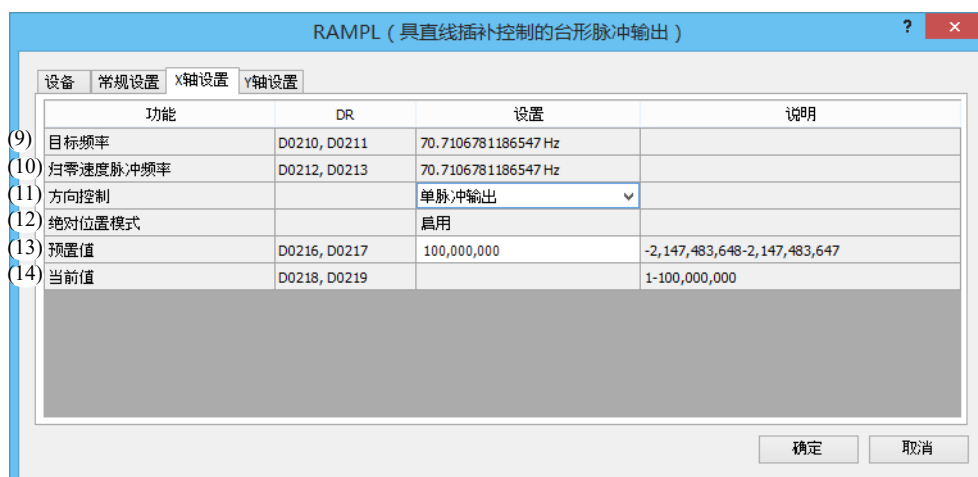 RAMPL（具直线插补控制的台形脉冲输出）
? ×
设备 常规设置 X轴设置 Y轴设置
功能 DR 设置 说明
(9) 目标频率 D0210, D0211 70.7106781186547 Hz
(10) 归零速度脉冲频率 D0212, D0213 70.7106781186547 Hz
(11) 方向控制 单脉冲输出
(12) 绝对位置模式 启用
(13) 预置值 D0216, D0217 100,000,000 -2,147,483,648-2,147,483,647
(14) 当前值 D0218, D0219 1-100,000,000
确定 取消